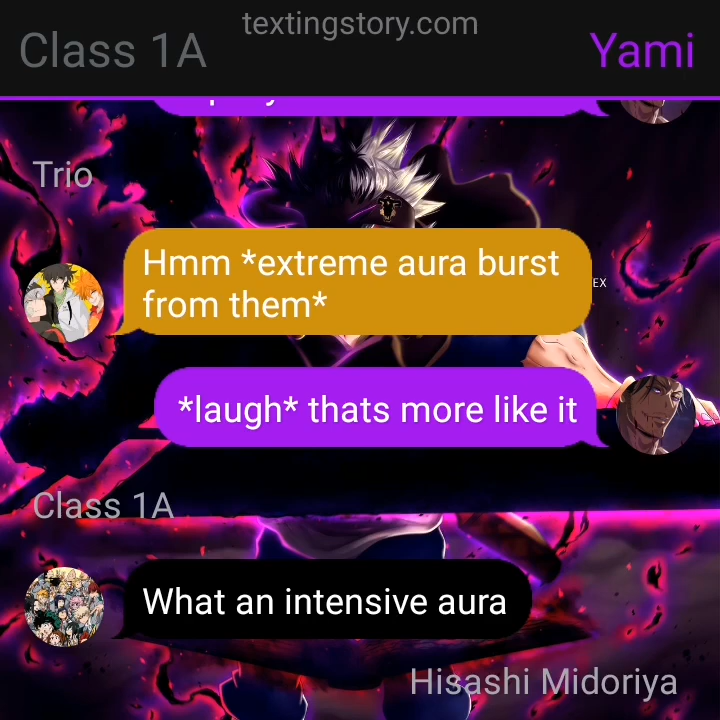 textingstory.com
Class 1A
Yami
Trio
Hmm *extreme aura burst
from them*
EX
*laugh* thats more like it
Class 1A
What an intensive aura
Hisashi Midoriya